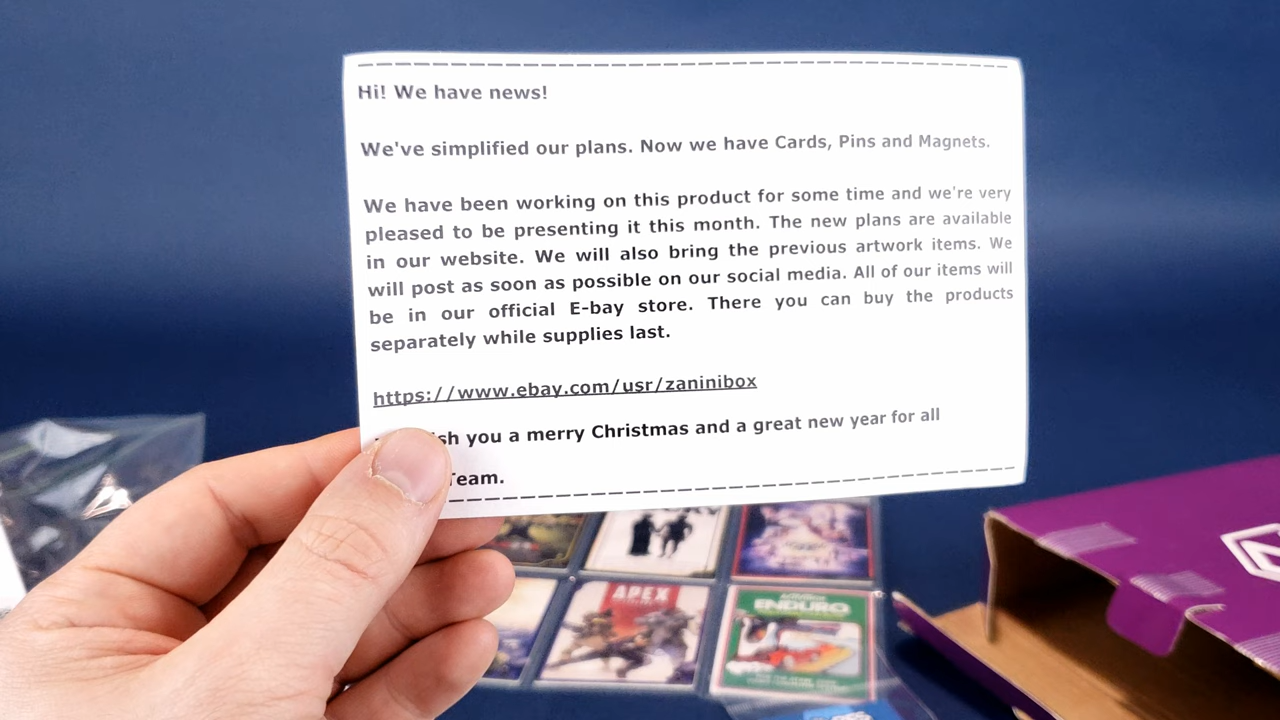 Hi! We have news!
We've simplified our plans. Now we have Cards, Pins and Magnets.
We have been working on this product for some time and we're very
pleased to be presenting it this month. The new plans are available
in our website. We will also bring the previous artwork items. We
will post as soon as possible on our social media. All of our items will
be in our official E-bay store. There you can buy the products
separately while supplies last.
https://www.ebay.com/usr/zaninibox
you a merry Christmas and a great new year for all
Team.
APEX
ENDURO